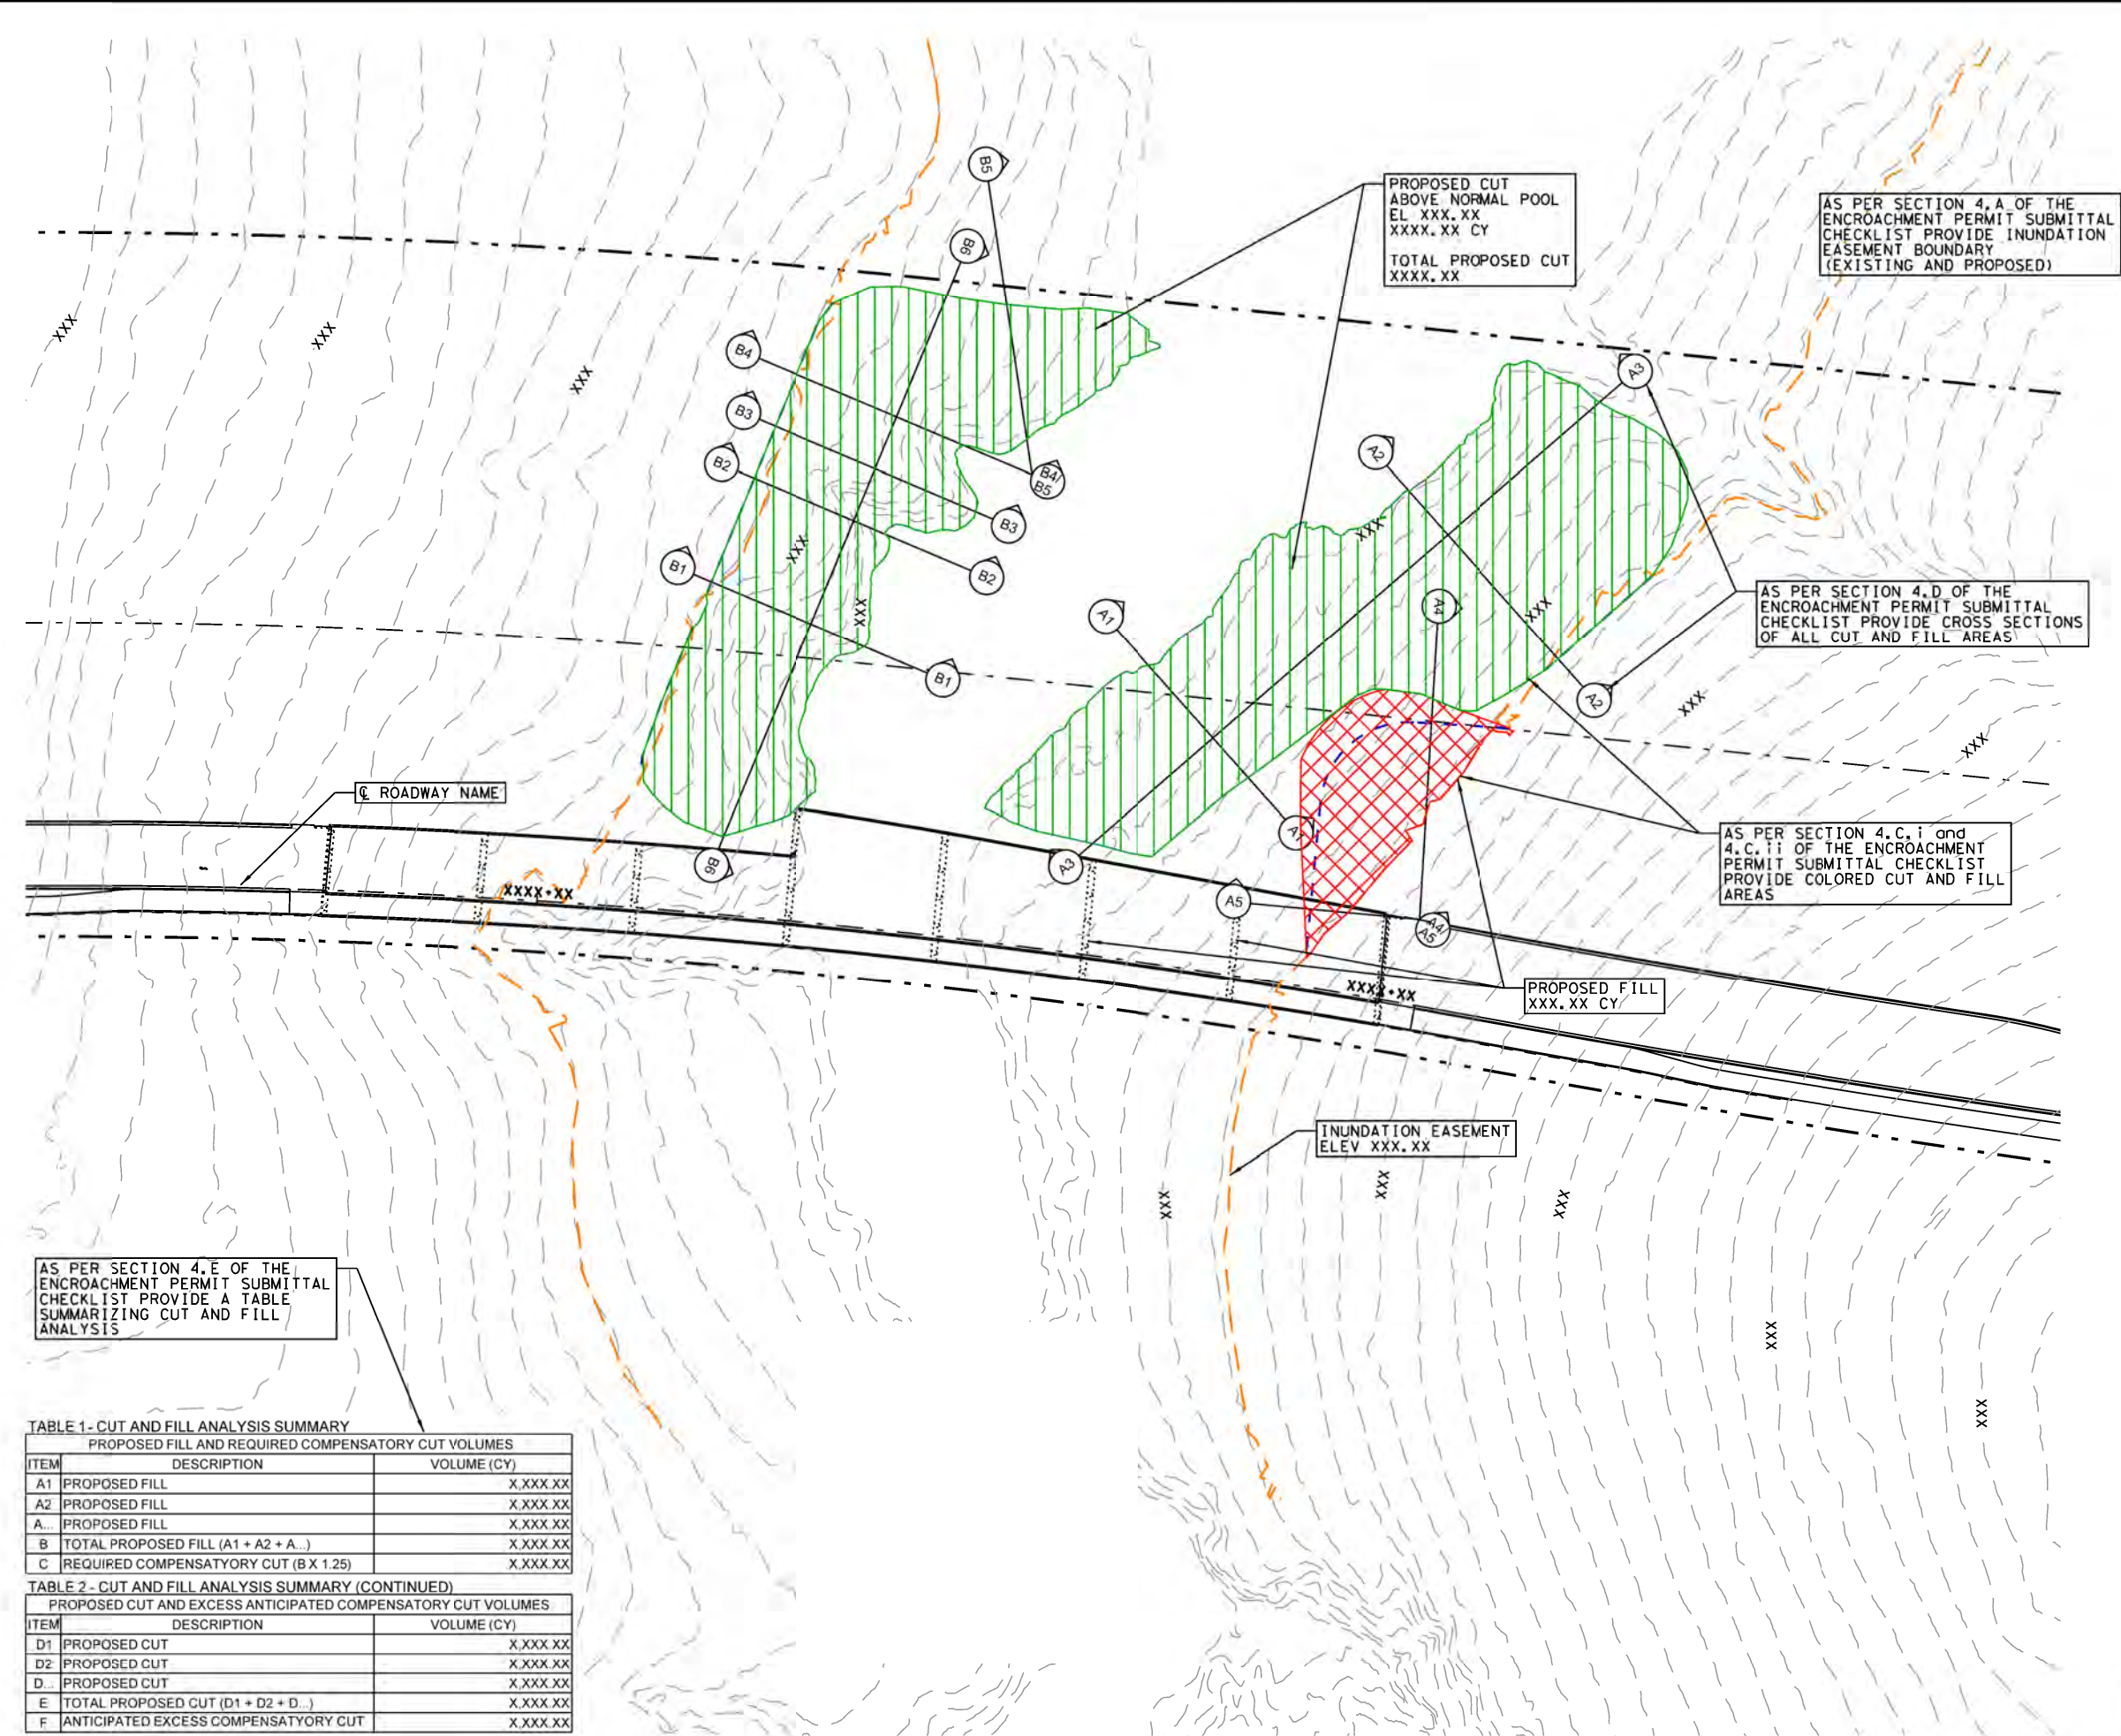 B5
B6
PROPOSED CUT
ABOVE NORMAL POOL
EL XXX.XX
XXXX.XX CY
TOTAL PROPOSED CUT
XXXX.XX
AS PER SECTION 4.A OF THE
ENCROACHMENT PERMIT SUBMITTAL
CHECKLIST PROVIDE INUNDATION
EASEMENT BOUNDARY
(EXISTING AND PROPOSED)
XXX
XXX
XXX
B4
B3
B2
B1
B4/
B5
B3
B2
B1
B6
XXX
XXX
A3
A2
A1
A4
XXX
XXX
A2
A1
A3
A5
A4/
A5
AS PER SECTION 4.D OF THE
ENCROACHMENT PERMIT SUBMITTAL
CHECKLIST PROVIDE CROSS SECTIONS
OF ALL CUT AND FILL AREAS
XXX
XXX
℄ ROADWAY NAME
XXXX+XX
XXXX+XX
AS PER SECTION 4.C.i and
4.C.ii OF THE ENCROACHMENT
PERMIT SUBMITTAL CHECKLIST
PROVIDE COLORED CUT AND FILL
AREAS
PROPOSED FILL
XXX.XX CY
INUNDATION EASEMENT
ELEV XXX.XX
XXX
XXX
XXX
XXX
XXX
AS PER SECTION 4.E OF THE
ENCROACHMENT PERMIT SUBMITTAL
CHECKLIST PROVIDE A TABLE
SUMMARIZING CUT AND FILL
ANALYSIS
TABLE 1- CUT AND FILL ANALYSIS SUMMARY
PROPOSED FILL AND REQUIRED COMPENSATORY CUT VOLUMES
ITEM DESCRIPTION VOLUME (CY)
A1 PROPOSED FILL X,XXX.XX
A2 PROPOSED FILL X,XXX.XX
A... PROPOSED FILL X,XXX.XX
B TOTAL PROPOSED FILL (A1 + A2 + A...) X,XXX.XX
C REQUIRED COMPENSATYORY CUT (B X 1.25) X,XXX.XX
TABLE 2 - CUT AND FILL ANALYSIS SUMMARY (CONTINUED)
PROPOSED CUT AND EXCESS ANTICIPATED COMPENSATORY CUT VOLUMES
ITEM DESCRIPTION VOLUME (CY)
D1 PROPOSED CUT X,XXX.XX
D2 PROPOSED CUT X,XXX.XX
D... PROPOSED CUT X,XXX.XX
E TOTAL PROPOSED CUT (D1 + D2 + D...) X,XXX.XX
F ANTICIPATED EXCESS COMPENSATYORY CUT X,XXX.XX